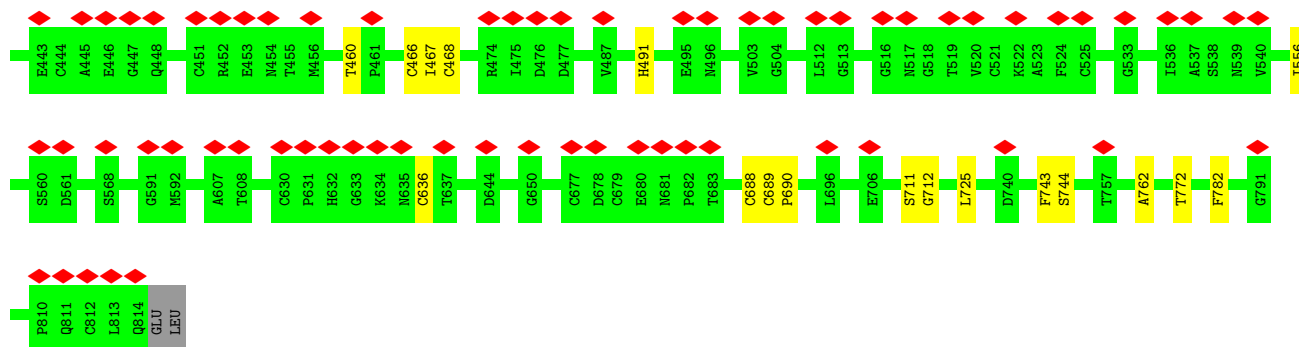 E443 C444 A445 E446 G447 Q448 C451 R452 E453 N454 T455 M456 T460 P461 C466 I467 C468 R474 I475 D476 D477 V487 H491 E495 N496 V503 G504 L512 G513 G516 N517 G518 T519 V520 C521 K522 A523 F524 C525 G533 I536 A537 S538 N539 V540 I556
S560 D561 S568 G591 M592 A607 T608 C630 P631 H632 G633 K634 N635 C636 T637 D644 G650 C677 D678 C679 E680 N681 P682 T683 C688 C689 P690 L696 E706 S711 G712 L725 D740 F743 S744 T757 A762 T772 F782 G791
P810 Q811 C812 L813 Q814 GLU LEU